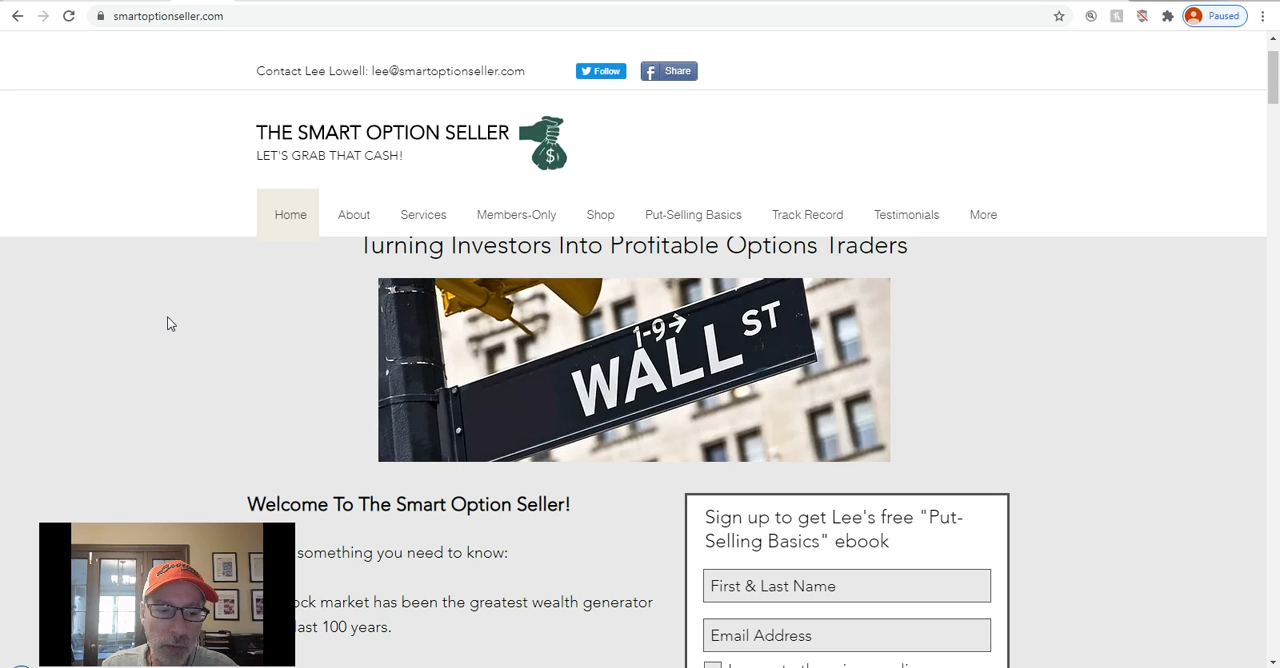 smartoptionseller.com
Paused
Contact Lee Lowell: lee@smartoptionseller.com
Follow
f Share
THE SMART OPTION SELLER
$
LET'S GRAB THAT CASH!
Home About Services Members-Only Shop Put-Selling Basics Track Record Testimonials More
Turning Investors Into Profitable Options Traders
1-9→
WALL ST
Welcome To The Smart Option Seller!
something you need to know:
ock market has been the greatest wealth generator
last 100 years.
Sign up to get Lee's free "Put-
Selling Basics" ebook
First & Last Name
Email Address